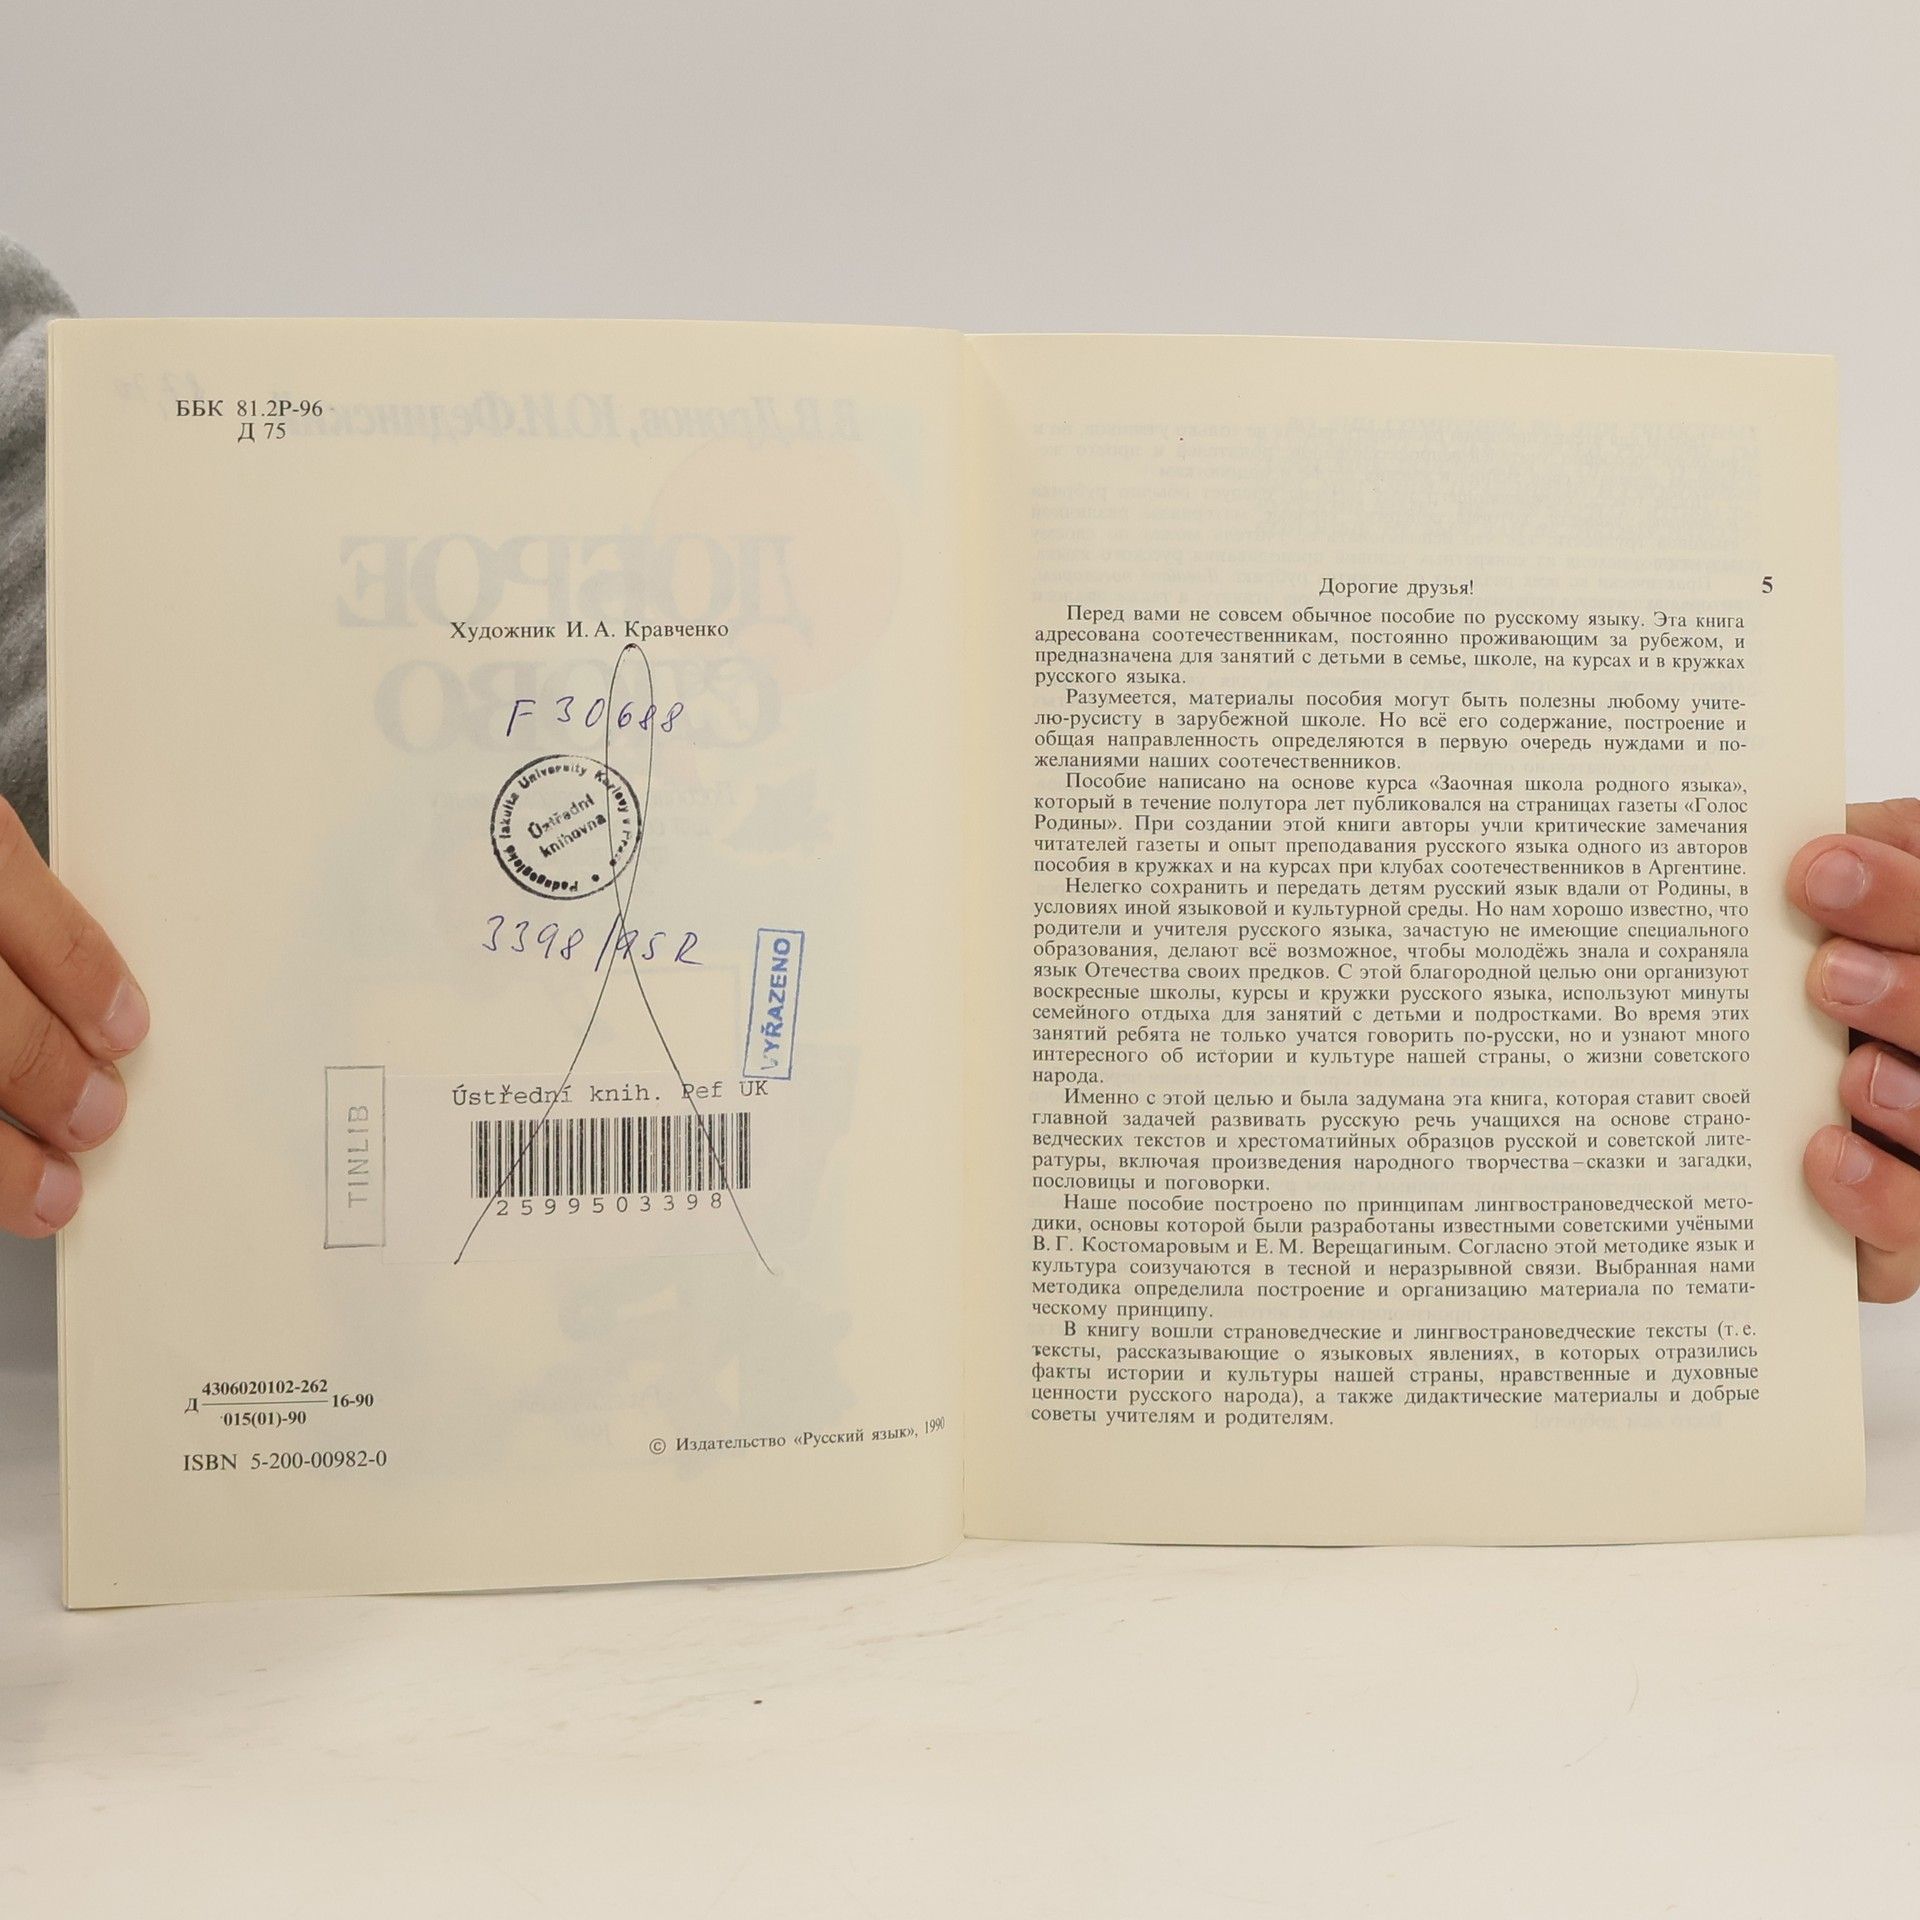 ББК 81.2Р-96
Д 75
Художник И. А. Кравченко
F 30688
Pedagogická fakulta University Karlovy v Praze
Ústřední
knihovna
3398/95R
VYŘAZENO
Ústřední knih. Pef UK
TINLIB
2599503398
Д 4306020102-262 16-90
015(01)-90
ISBN 5-200-00982-0
© Издательство «Русский язык», 1990
Дорогие друзья!
5
Перед вами не совсем обычное пособие по русскому языку. Эта книга
адресована соотечественникам, постоянно проживающим за рубежом, и
предназначена для занятий с детьми в семье, школе, на курсах и в кружках
русского языка.
Разумеется, материалы пособия могут быть полезны любому учите-
лю-русисту в зарубежной школе. Но всё его содержание, построение и
общая направленность определяются в первую очередь нуждами и по-
желаниями наших соотечественников.
Пособие написано на основе курса «Заочная школа родного языка»,
который в течение полутора лет публиковался на страницах газеты «Голос
Родины». При создании этой книги авторы учли критические замечания
читателей газеты и опыт преподавания русского языка одного из авторов
пособия в кружках и на курсах при клубах соотечественников в Аргентине.
Нелегко сохранить и передать детям русский язык вдали от Родины, в
условиях иной языковой и культурной среды. Но нам хорошо известно, что
родители и учителя русского языка, зачастую не имеющие специального
образования, делают всё возможное, чтобы молодёжь знала и сохраняла
язык Отечества своих предков. С этой благородной целью они организуют
воскресные школы, курсы и кружки русского языка, используют минуты
семейного отдыха для занятий с детьми и подростками. Во время этих
занятий ребята не только учатся говорить по-русски, но и узнают много
интересного об истории и культуре нашей страны, о жизни советского
народа.
Именно с этой целью и была задумана эта книга, которая ставит своей
главной задачей развивать русскую речь учащихся на основе страно-
ведческих текстов и хрестоматийных образцов русской и советской лите-
ратуры, включая произведения народного творчества – сказки и загадки,
пословицы и поговорки.
Наше пособие построено по принципам лингвострановедческой мето-
дики, основы которой были разработаны известными советскими учёными
В. Г. Костомаровым и Е. М. Верещагиным. Согласно этой методике язык и
культура соизучаются в тесной и неразрывной связи. Выбранная нами
методика определила построение и организацию материала по темати-
ческому принципу.
В книгу вошли страноведческие и лингвострановедческие тексты (т. е.
тексты, рассказывающие о языковых явлениях, в которых отразились
факты истории и культуры нашей страны, нравственные и духовные
ценности русского народа), а также дидактические материалы и добрые
советы учителям и родителям.